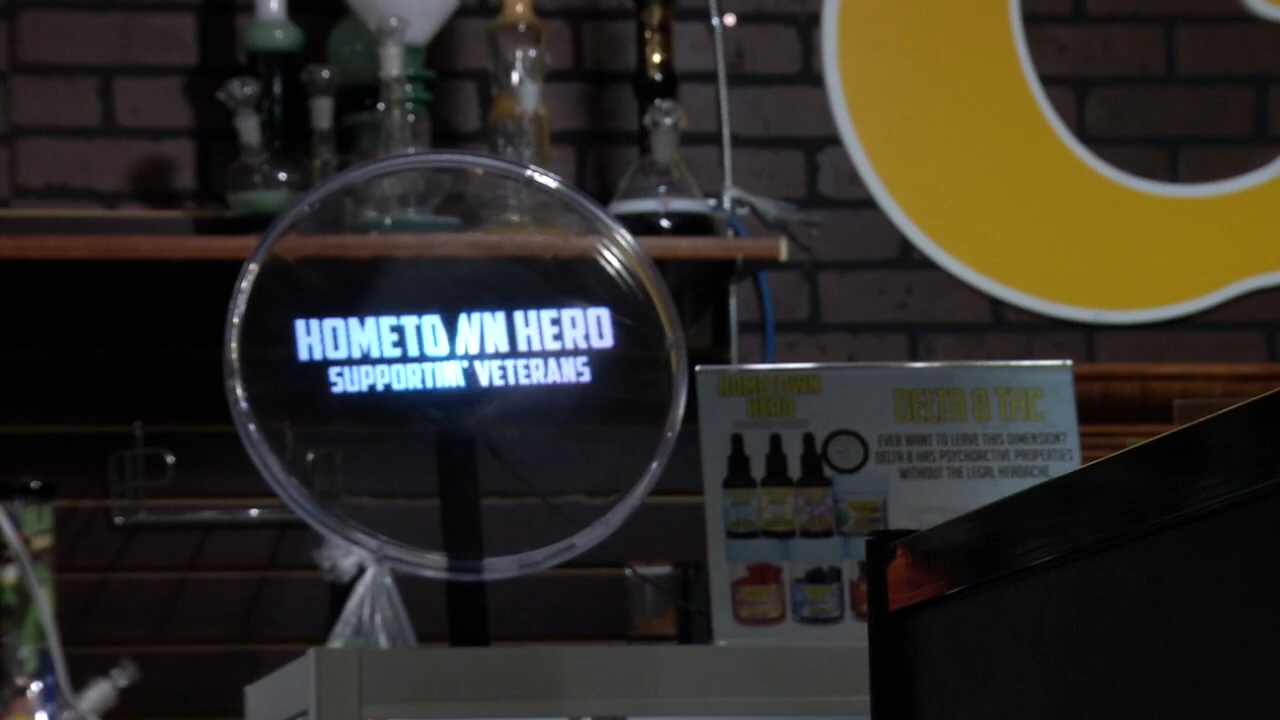 HOMETOWN HERO
SUPPORTIN' VETERANS
HOMETOWN
HERO
DELTA 8 THC
EVER WANT TO LEAVE THIS DIMENSION?
DELTA 8 HAS PSYCHOACTIVE PROPERTIES
WITHOUT THE LEGAL HEADACHE